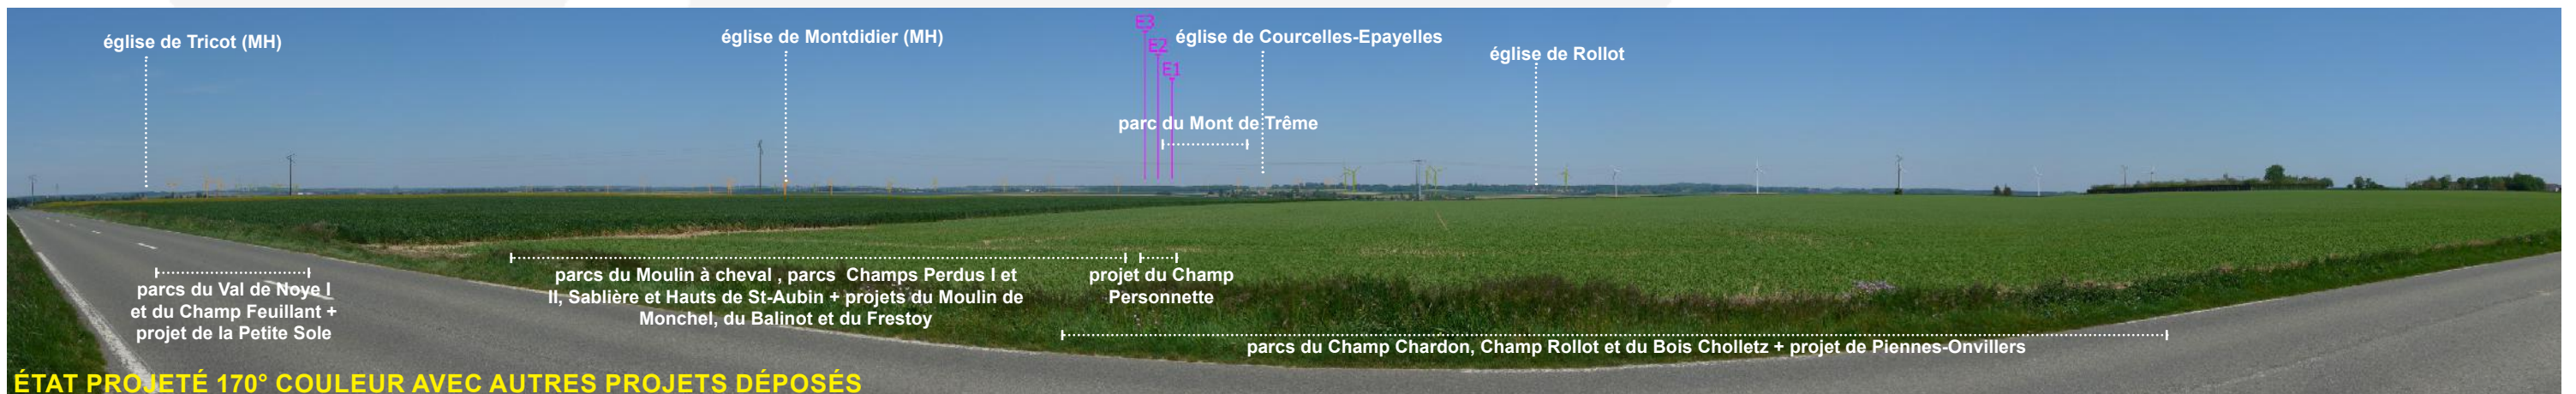 église de Tricot (MH)
église de Montdidier (MH)
E3
E2
E1
église de Courcelles-Epayelles
église de Rollot
parc du Mont de Trême
parcs du Val de Noye I
et du Champ Feuillant +
projet de la Petite Sole
parcs du Moulin à cheval , parcs Champs Perdus I et
II, Sablière et Hauts de St-Aubin + projets du Moulin de
Monchel, du Balinot et du Frestoy
projet du Champ
Personnette
parcs du Champ Chardon, Champ Rollot et du Bois Cholletz + projet de Piennes-Onvillers
ÉTAT PROJETÉ 170° COULEUR AVEC AUTRES PROJETS DÉPOSÉS